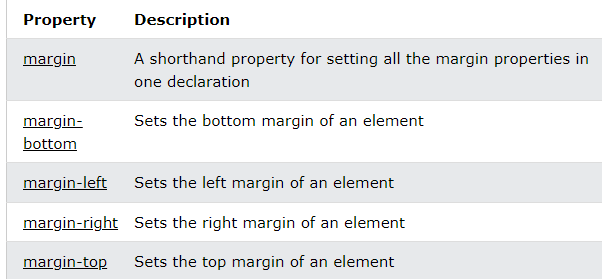 Property Description
margin A shorthand property for setting all the margin properties in
one declaration
margin- Sets the bottom margin of an element
bottom
margin-left Sets the left margin of an element
margin-right Sets the right margin of an element
margin-top Sets the top margin of an element